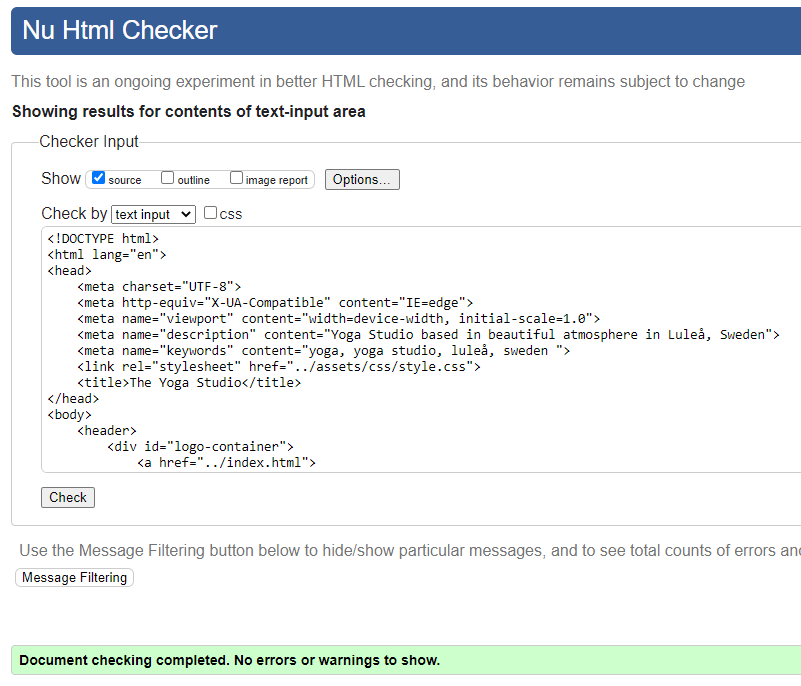 Nu Html Checker
This tool is an ongoing experiment in better HTML checking, and its behavior remains subject to change
Showing results for contents of text-input area
Checker Input
Show source outline image report Options...
Check by text input css
<!DOCTYPE html>
<html lang="en">
<head>
    <meta charset="UTF-8">
    <meta http-equiv="X-UA-Compatible" content="IE=edge">
    <meta name="viewport" content="width=device-width, initial-scale=1.0">
    <meta name="description" content="Yoga Studio based in beautiful atmosphere in Luleå, Sweden">
    <meta name="keywords" content="yoga, yoga studio, luleå, sweden ">
    <link rel="stylesheet" href="../assets/css/style.css">
    <title>The Yoga Studio</title>
</head>
<body>
    <header>
        <div id="logo-container">
            <a href="../index.html">
Check
Use the Message Filtering button below to hide/show particular messages, and to see total counts of errors and
Message Filtering
Document checking completed. No errors or warnings to show.